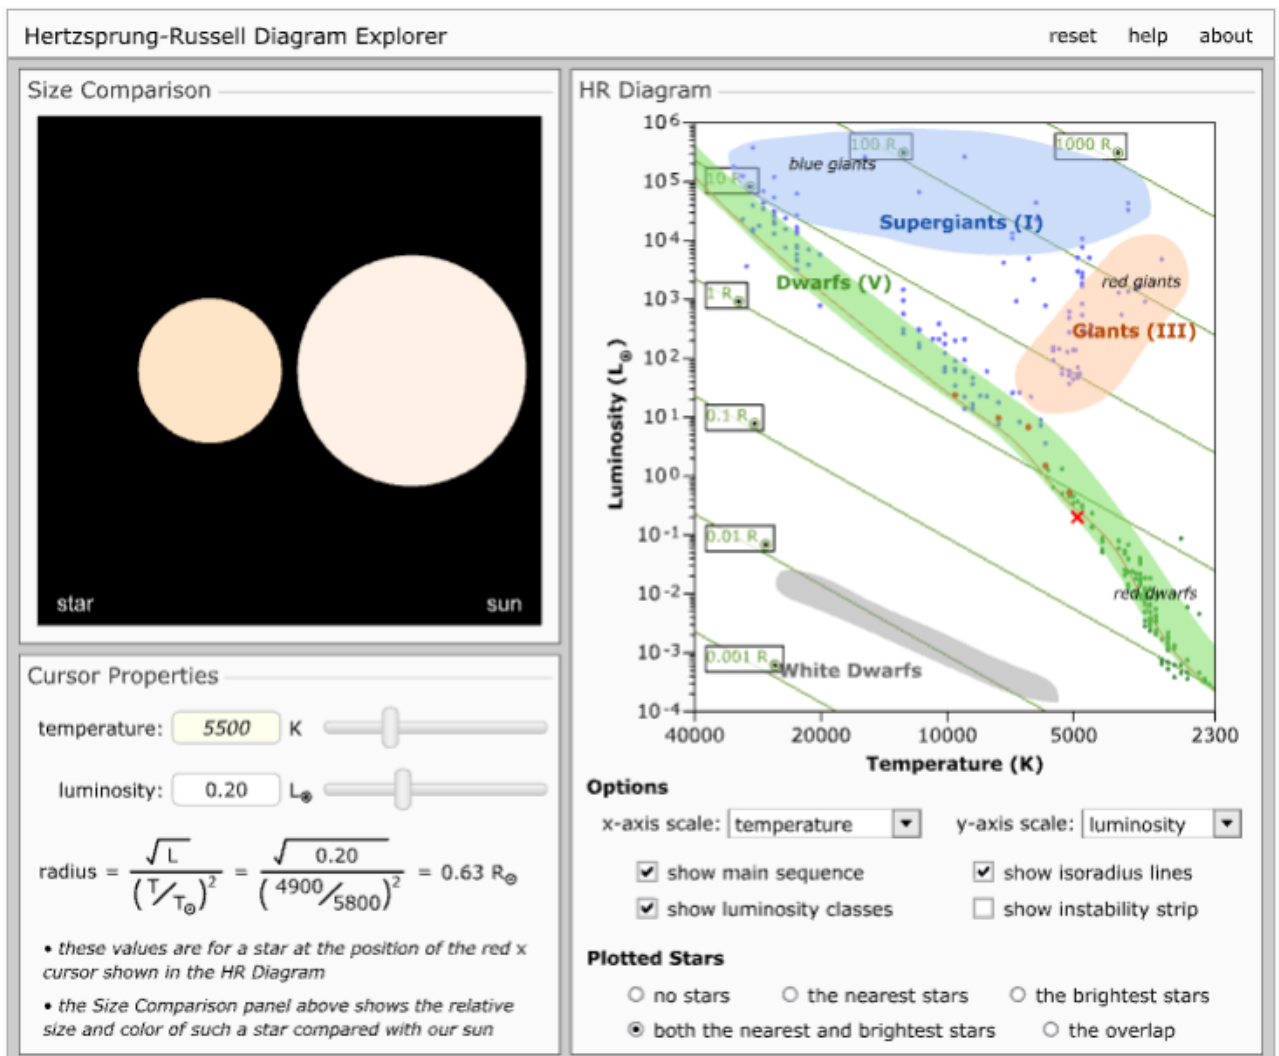 Hertzsprung-Russell Diagram Explorer
reset help about
Size Comparison
star
sun
Cursor Properties
temperature: 5500 K
luminosity: 0.20 L⊙
radius = √L / (T/T⊙)² = √0.20 / (4900/5800)² = 0.63 R⊙
• these values are for a star at the position of the red x
cursor shown in the HR Diagram
• the Size Comparison panel above shows the relative
size and color of such a star compared with our sun
HR Diagram
10⁶
10⁵
10⁴
10³
10²
10¹
10⁰
10⁻¹
10⁻²
10⁻³
10⁻⁴
Luminosity (L⊙)
100 R⊙
1000 R⊙
blue giants
10 R⊙
Supergiants (I)
Dwarfs (V)
red giants
1 R⊙
Giants (III)
0.1 R⊙
0.01 R⊙
red dwarfs
0.001 R⊙
White Dwarfs
40000 20000 10000 5000 2300
Temperature (K)
Options
x-axis scale: temperature
y-axis scale: luminosity
show main sequence
show isoradius lines
show luminosity classes
show instability strip
Plotted Stars
no stars
the nearest stars
the brightest stars
both the nearest and brightest stars
the overlap